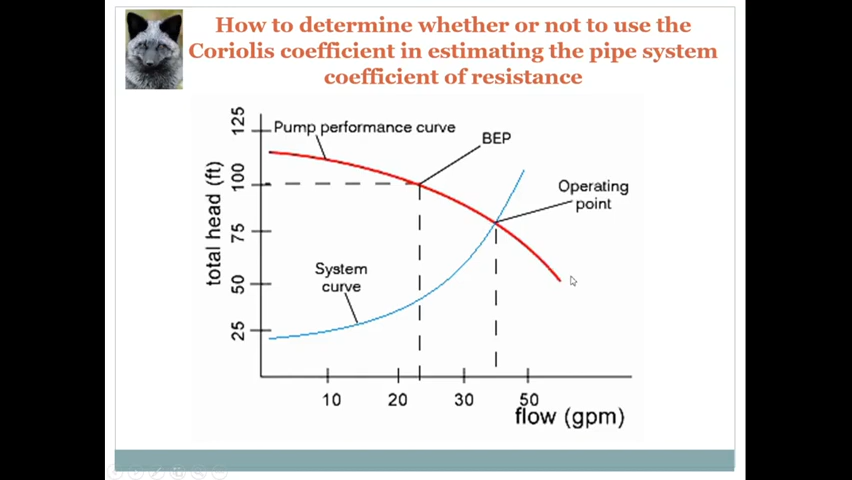 How to determine whether or not to use the
Coriolis coefficient in estimating the pipe system
coefficient of resistance
125
Pump performance curve
BEP
100
Operating
point
75
total head (ft)
System
curve
50
25
10
20
30
50
flow (gpm)